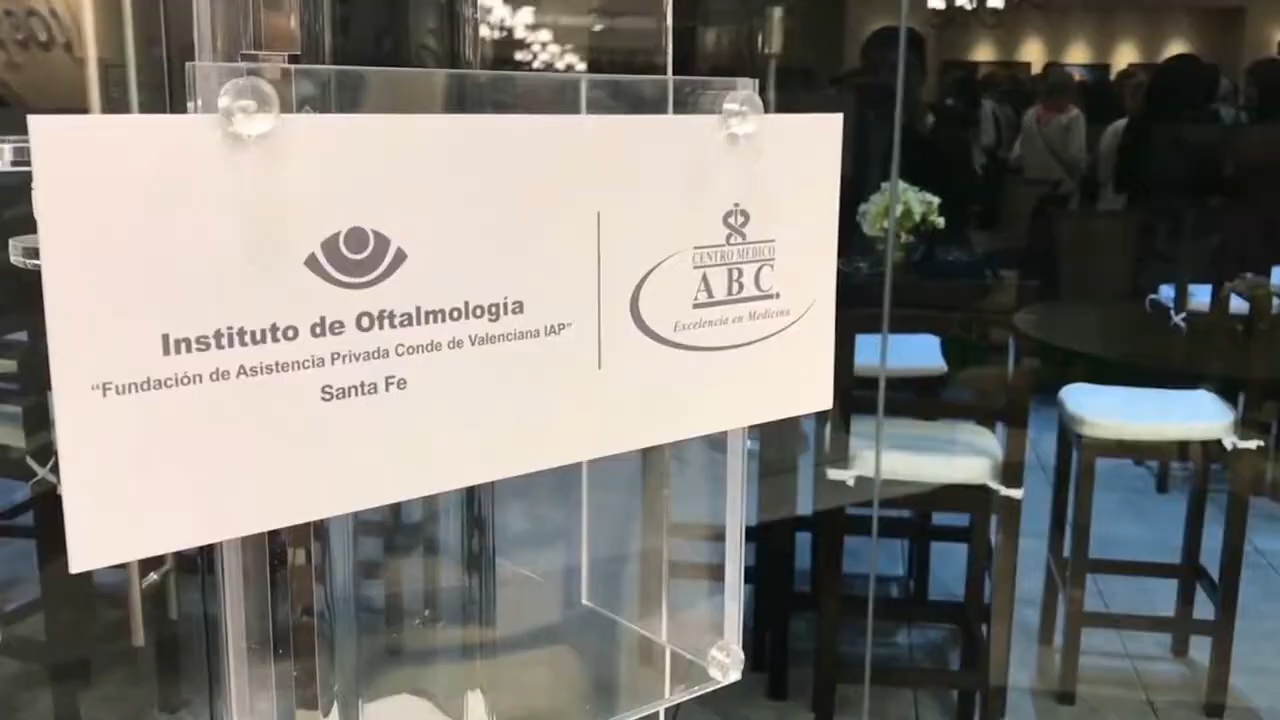 Instituto de Oftalmología
“Fundación de Asistencia Privada Conde de Valenciana IAP”
Santa Fe
CENTRO MEDICO
ABC
Excelencia en Medicina